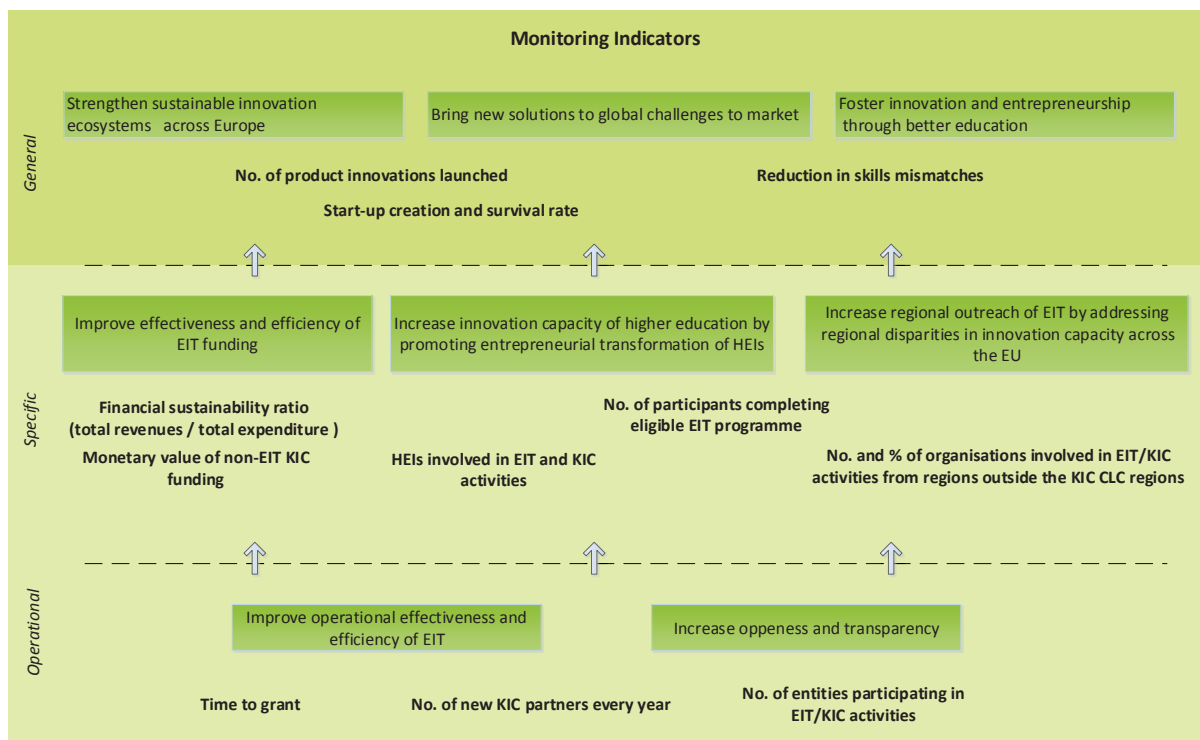 Monitoring Indicators
General
Strengthen sustainable innovation
ecosystems across Europe
Bring new solutions to global challenges to market
Foster innovation and entrepreneurship
through better education
No. of product innovations launched
Reduction in skills mismatches
Start-up creation and survival rate
Specific
Improve effectiveness and efficiency of
EIT funding
Increase innovation capacity of higher education by
promoting entrepreneurial transformation of HEIs
Increase regional outreach of EIT by addressing
regional disparities in innovation capacity across
the EU
Financial sustainability ratio
(total revenues / total expenditure )
Monetary value of non-EIT KIC
funding
HEIs involved in EIT and KIC
activities
No. of participants completing
eligible EIT programme
No. and % of organisations involved in EIT/KIC
activities from regions outside the KIC CLC regions
Operational
Improve operational effectiveness and
efficiency of EIT
Increase oppeness and transparency
Time to grant
No. of new KIC partners every year
No. of entities participating in
EIT/KIC activities